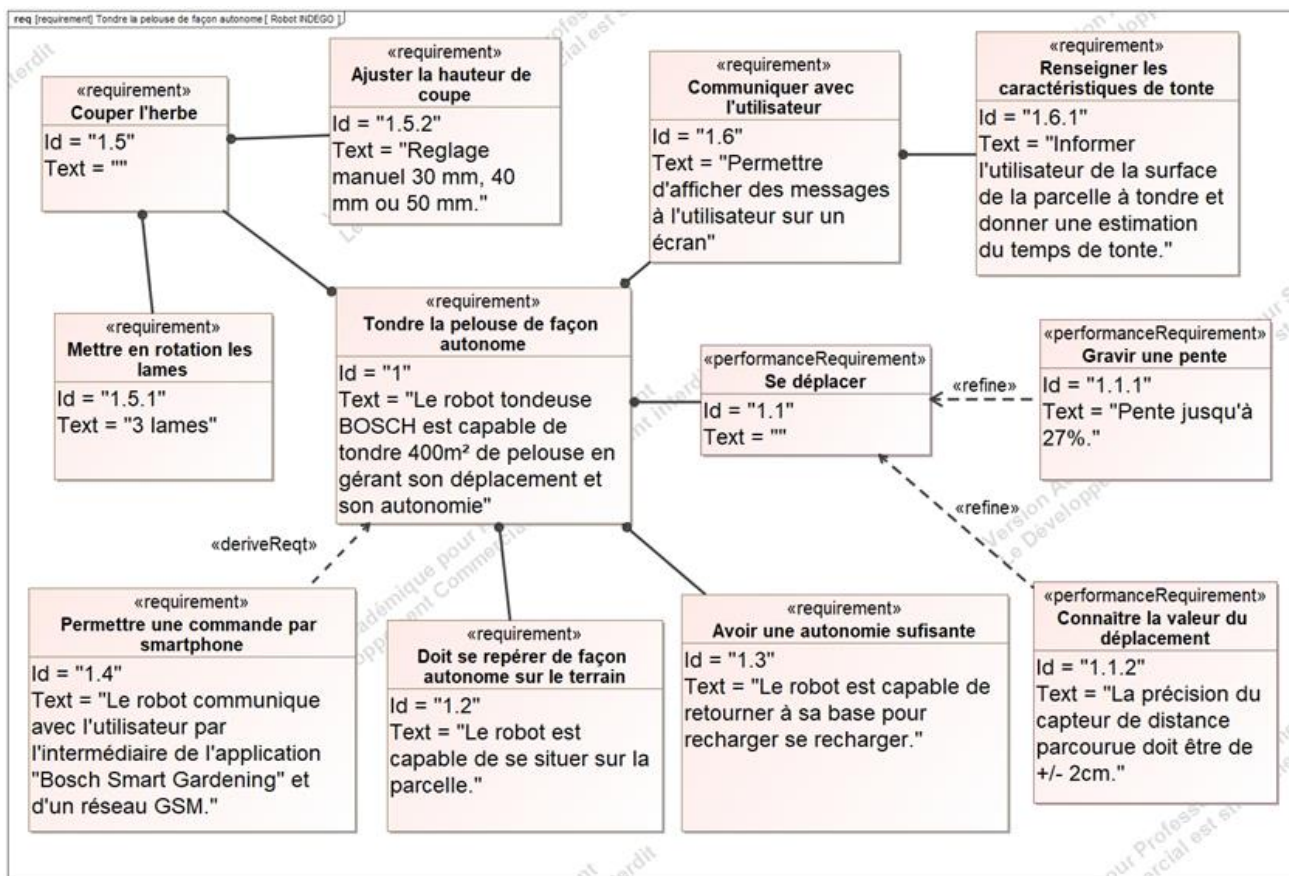 req [requirement] Tondre la pelouse de façon autonome [ Robot INDEGO ]
«requirement»
Couper l'herbe
Id = "1.5"
Text = ""
«requirement»
Ajuster la hauteur de
coupe
Id = "1.5.2"
Text = "Reglage
manuel 30 mm, 40
mm ou 50 mm."
«requirement»
Communiquer avec
l'utilisateur
Id = "1.6"
Text = "Permettre
d'afficher des messages
à l'utilisateur sur un
écran"
«requirement»
Renseigner les
caractéristiques de tonte
Id = "1.6.1"
Text = "Informer
l'utilisateur de la surface
de la parcelle à tondre et
donner une estimation
du temps de tonte."
«requirement»
Mettre en rotation les
lames
Id = "1.5.1"
Text = "3 lames"
«requirement»
Tondre la pelouse de façon
autonome
Id = "1"
Text = "Le robot tondeuse
BOSCH est capable de
tondre 400m² de pelouse en
gérant son déplacement et
son autonomie"
«performanceRequirement»
Se déplacer
Id = "1.1"
Text = ""
«refine»
«performanceRequirement»
Gravir une pente
Id = "1.1.1"
Text = "Pente jusqu'à
27%."
«refine»
«deriveReqt»
«requirement»
Permettre une commande par
smartphone
Id = "1.4"
Text = "Le robot communique
avec l'utilisateur par
l'intermédiaire de l'application
"Bosch Smart Gardening" et
d'un réseau GSM."
«requirement»
Doit se repérer de façon
autonome sur le terrain
Id = "1.2"
Text = "Le robot est
capable de se situer sur la
parcelle."
«requirement»
Avoir une autonomie sufisante
Id = "1.3"
Text = "Le robot est capable de
retourner à sa base pour
recharger se recharger."
«performanceRequirement»
Connaître la valeur du
déplacement
Id = "1.1.2"
Text = "La précision du
capteur de distance
parcourue doit être de
+/- 2cm."